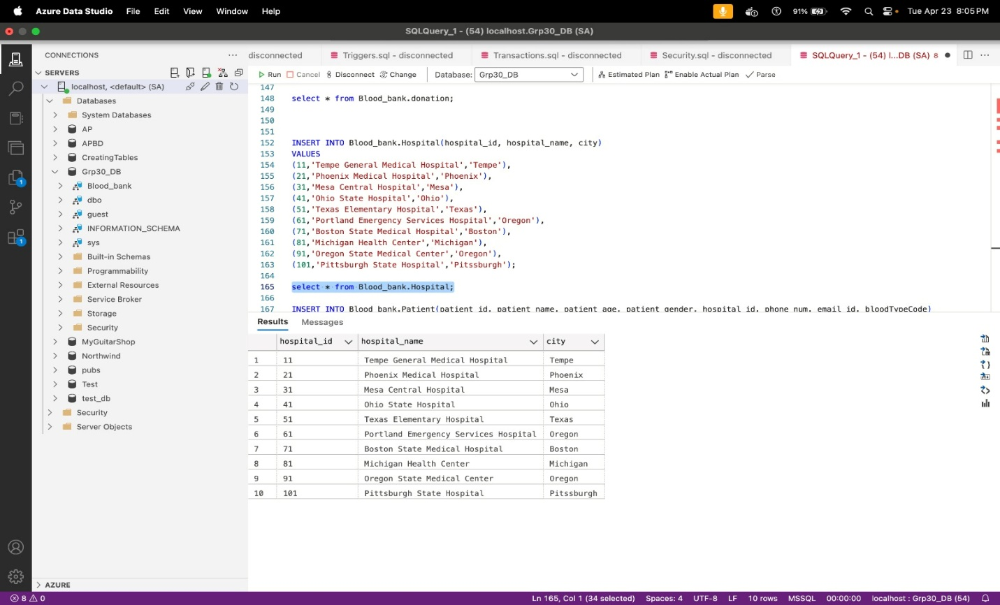 Azure Data Studio File Edit View Window Help 91% Tue Apr 23 8:05 PM
SQLQuery_1 - (54) localhost.Grp30_DB (SA)
CONNECTIONS
disconnected Triggers.sql - disconnected Transactions.sql - disconnected Security.sql - disconnected SQLQuery_1 - (54) l...DB (SA) 8
SERVERS
Run Cancel Disconnect Change Database: Grp30_DB Estimated Plan Enable Actual Plan Parse
localhost, <default> (SA)
Databases
System Databases
AP
APBD
CreatingTables
Grp30_DB
Blood_bank
dbo
guest
INFORMATION_SCHEMA
sys
Built-in Schemas
Programmability
External Resources
Service Broker
Storage
Security
MyGuitarShop
Northwind
pubs
Test
test_db
Security
Server Objects
AZURE
1
1
147
148 select * from Blood_bank.donation;
149
150
151
152 INSERT INTO Blood_bank.Hospital(hospital_id, hospital_name, city)
153 VALUES
154 (11,'Tempe General Medical Hospital','Tempe'),
155 (21,'Phoenix Medical Hospital','Phoenix'),
156 (31,'Mesa Central Hospital','Mesa'),
157 (41,'Ohio State Hospital','Ohio'),
158 (51,'Texas Elementary Hospital','Texas'),
159 (61,'Portland Emergency Services Hospital','Oregon'),
160 (71,'Boston State Medical Hospital','Boston'),
161 (81,'Michigan Health Center','Michigan'),
162 (91,'Oregon State Medical Center','Oregon'),
163 (101,'Pittsburgh State Hospital','Pitssburgh');
164
165 select * from Blood_bank.Hospital;
166
167 INSERT INTO Blood_bank.Patient(patient_id, patient_name, patient_age, patient_gender, hospital_id, phone_num, email_id, bloodTypeCode)
Results Messages
hospital_id hospital_name city
1 11 Tempe General Medical Hospital Tempe
2 21 Phoenix Medical Hospital Phoenix
3 31 Mesa Central Hospital Mesa
4 41 Ohio State Hospital Ohio
5 51 Texas Elementary Hospital Texas
6 61 Portland Emergency Services Hospital Oregon
7 71 Boston State Medical Hospital Boston
8 81 Michigan Health Center Michigan
9 91 Oregon State Medical Center Oregon
10 101 Pittsburgh State Hospital Pitssburgh
8 0 Ln 165, Col 1 (34 selected) Spaces: 4 UTF-8 LF 10 rows MSSQL 00:00:00 localhost : Grp30_DB (54)